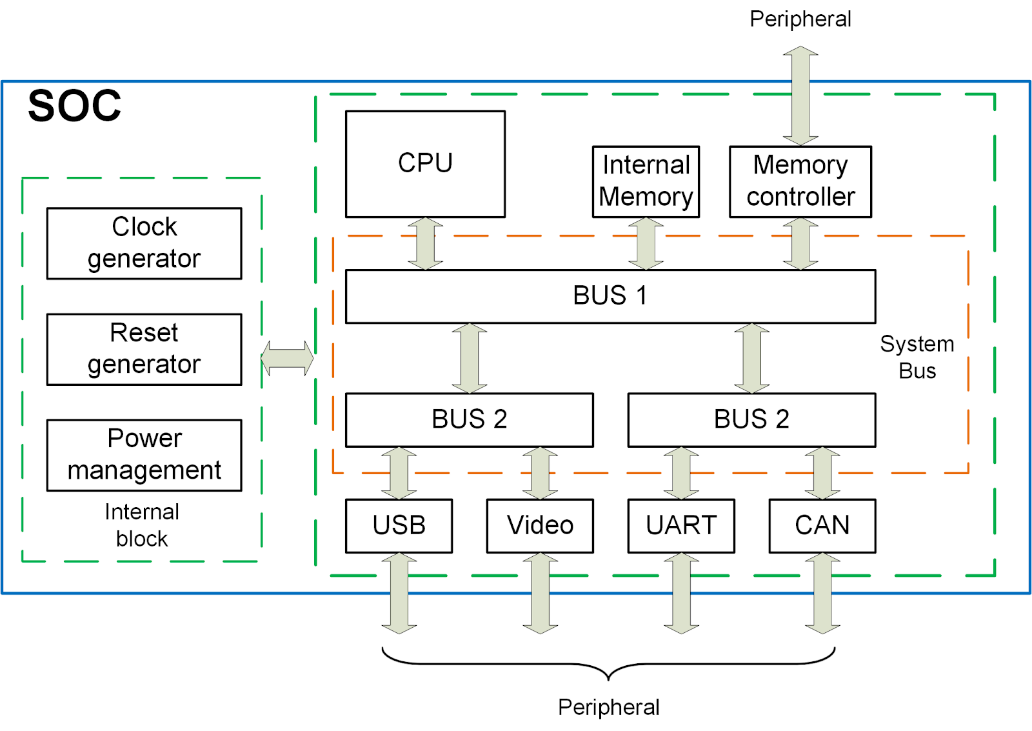 Peripheral
SOC
CPU
Internal
Memory
Memory
controller
Clock
generator
Reset
generator
Power
management
Internal
block
BUS 1
System
Bus
BUS 2
BUS 2
USB
Video
UART
CAN
Peripheral